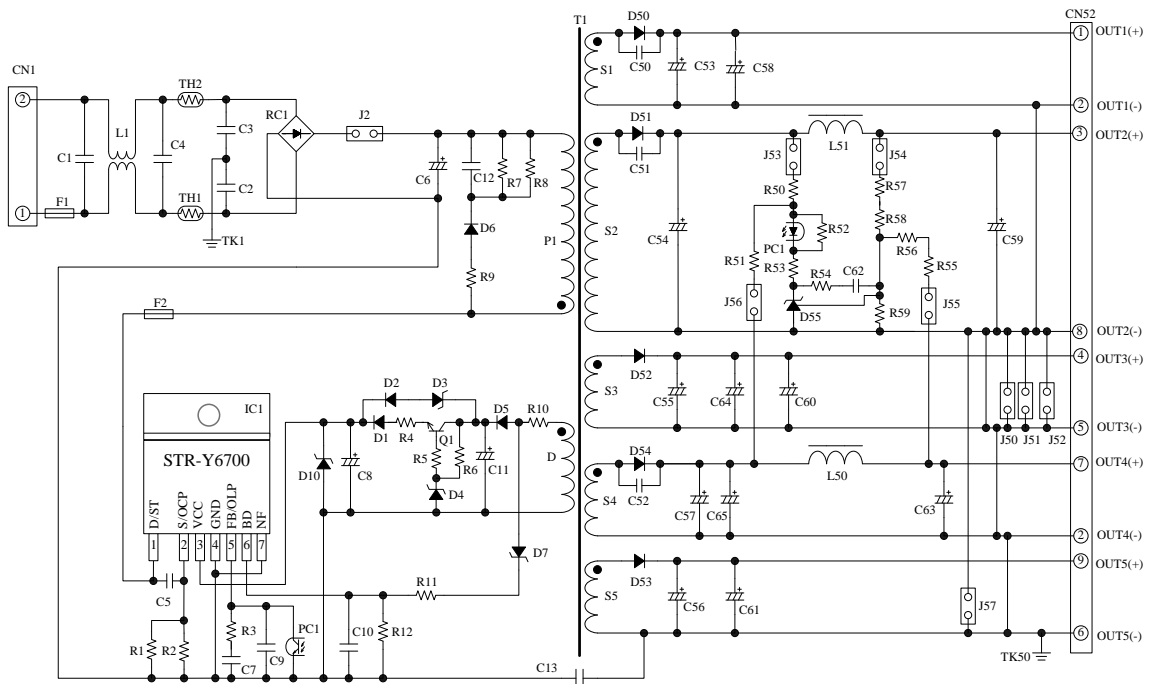 T1
D50
CN52
1
OUT1(+)
CN1
C50
C53
C58
S1
TH2
2
OUT1(-)
2
RC1
J2
D51
3
OUT2(+)
L1
C3
C51
L51
C1
C4
J53
J54
C6
C12
R7
R8
R50
R57
C2
F1
1
TH1
D6
P1
S2
C54
PC1
R52
R58
C59
TK1
R51
R53
R56
R55
R9
R54
C62
J56
J55
F2
D55
R59
8
OUT2(-)
4
OUT3(+)
D52
S3
D2
D3
C55
C64
C60
IC1
D5
R10
J50
J51
J52
5
OUT3(-)
D1
R4
Q1
D
STR-Y6700
D10
C8
R5
R6
C11
D54
7
OUT4(+)
L50
D4
S4
C52
C57
C65
C63
D/ST
S/OCP
VCC
GND
FB/OLP
BD
NF
2
OUT4(-)
1
2
3
4
5
6
7
D7
9
OUT5(+)
D53
C5
R11
S5
C56
C61
J57
R1
R2
R3
C7
C9
PC1
C10
R12
6
OUT5(-)
TK50
C13